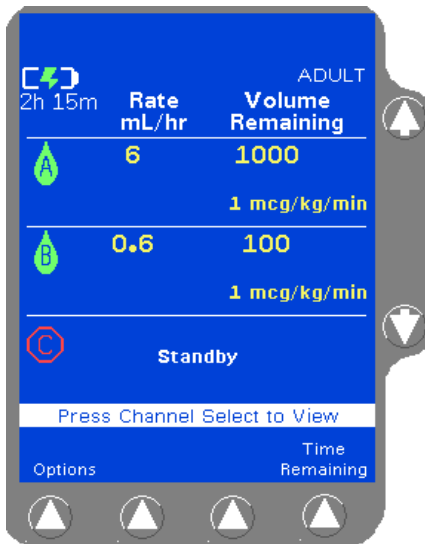 ADULT
2h 15m Rate Volume
mL/hr Remaining
A 6 1000
1 mcg/kg/min
B 0.6 100
1 mcg/kg/min
C Standby
Press Channel Select to View
Time
Options Remaining